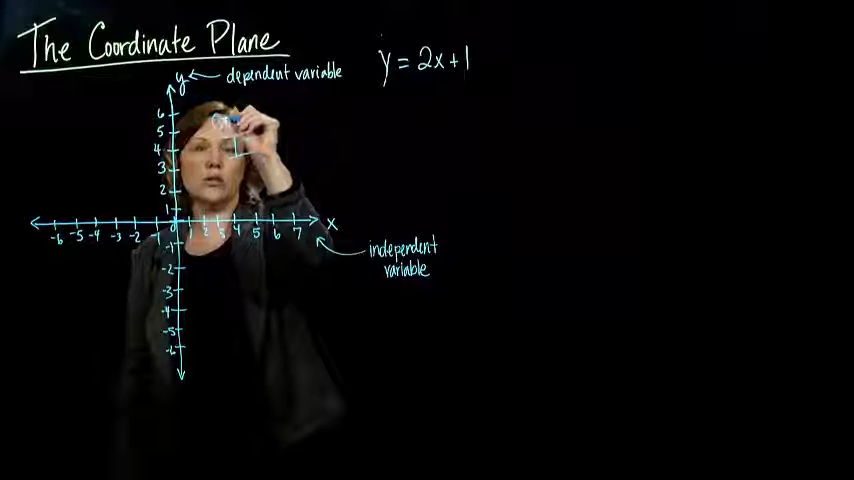 The Coordinate Plane
y = 2x + 1
y ← dependent variable
6
5
4
3
2
1
-6 -5 -4 -3 -2 -1 0 1 2 3 4 5 6 7 x
-1
-2
-3
-4
-5
-6
independent
variable